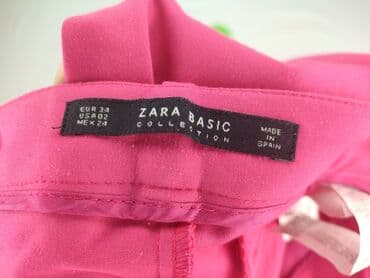 EUR 34
USA 02
MEX 24
ZARA BASIC
COLLECTION
MADE
IN
SPAIN